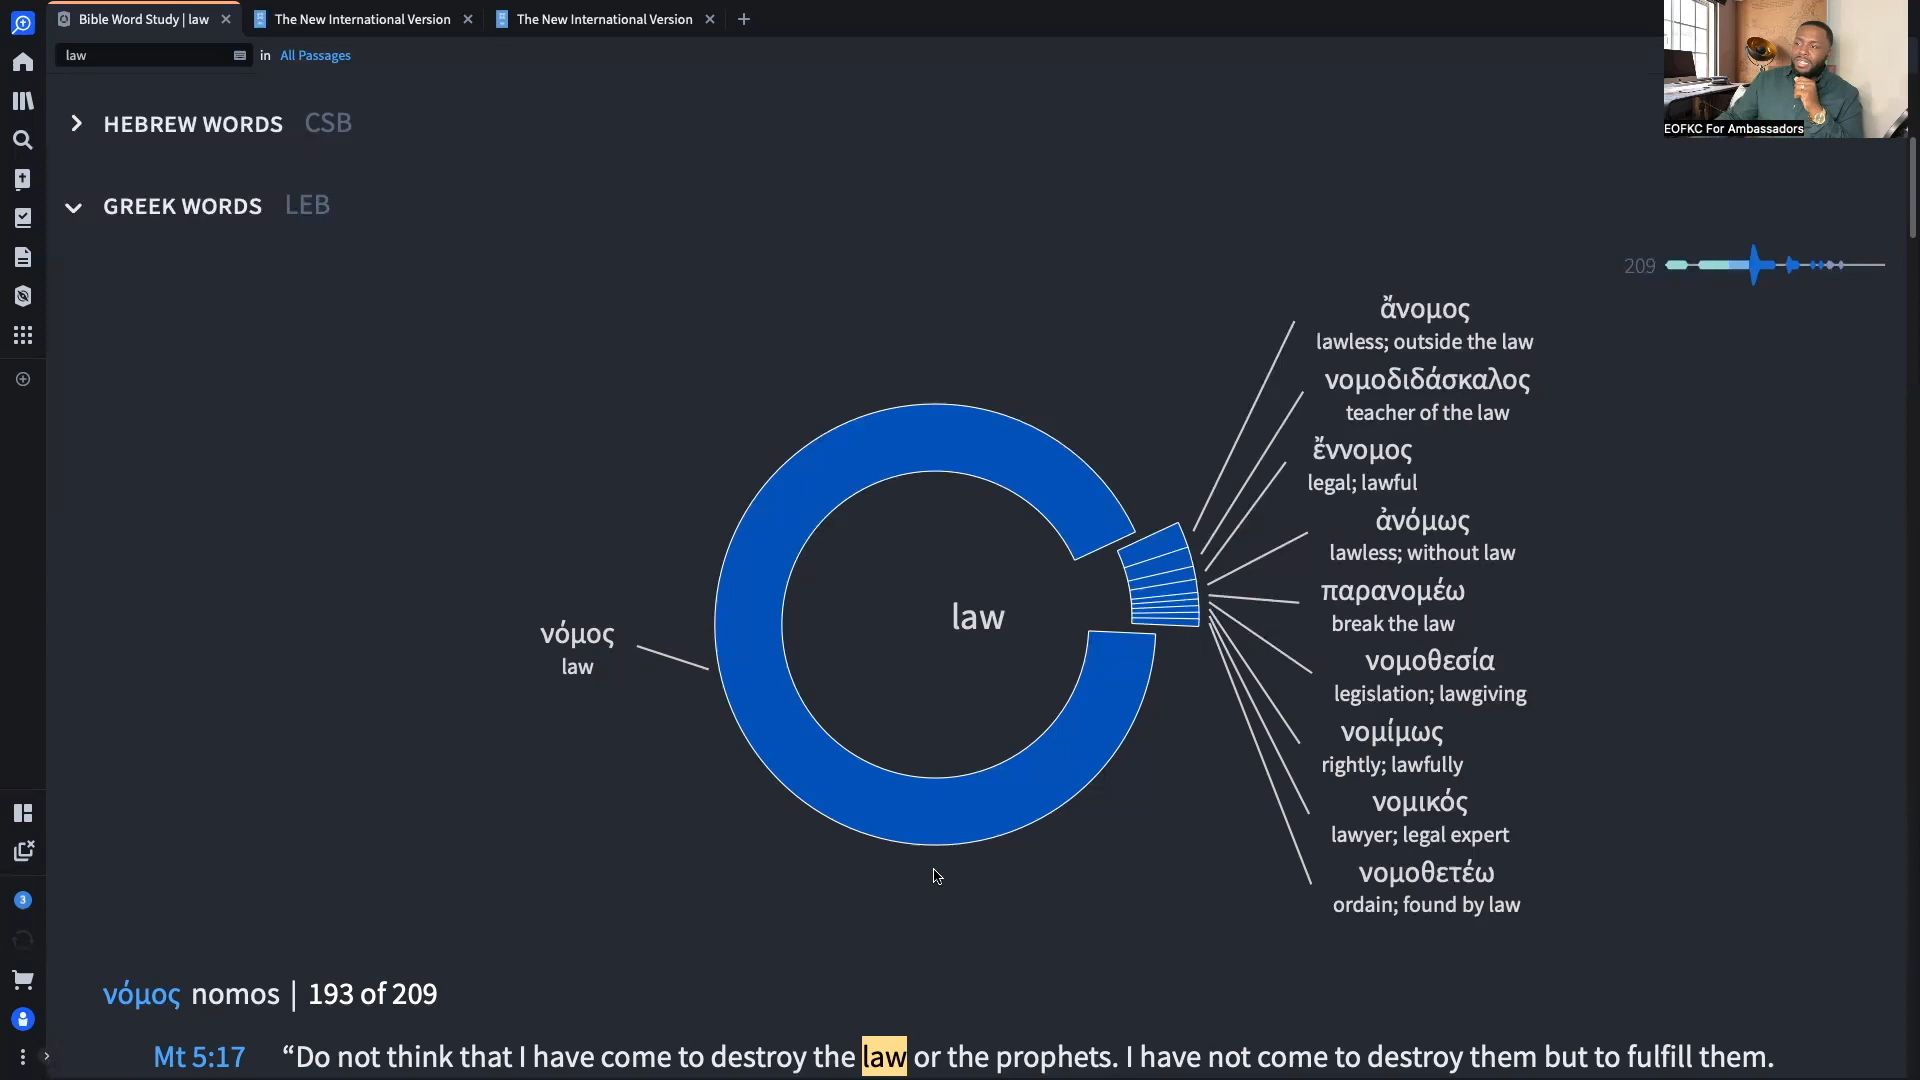 Bible Word Study | law
The New International Version
The New International Version
law
in All Passages
EOFKC For Ambassadors
HEBREW WORDS CSB
GREEK WORDS LEB
209
ἄνομος
lawless; outside the law
νομοδιδάσκαλος
teacher of the law
ἔννομος
legal; lawful
ἀνόμως
lawless; without law
παρανομέω
break the law
νομοθεσία
legislation; lawgiving
νομίμως
rightly; lawfully
νομικός
lawyer; legal expert
νομοθετέω
ordain; found by law
law
νόμος
law
3
νόμος nomos | 193 of 209
Mt 5:17 “Do not think that I have come to destroy the law or the prophets. I have not come to destroy them but to fulfill them.